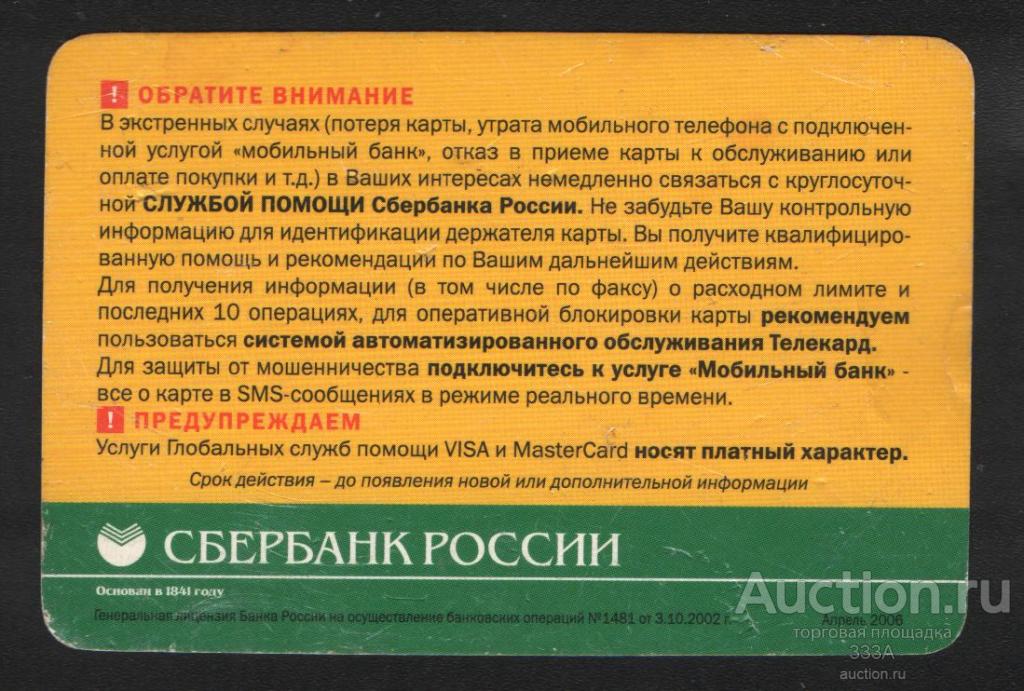 ! ОБРАТИТЕ ВНИМАНИЕ
В экстренных случаях (потеря карты, утрата мобильного телефона с подключен-
ной услугой «мобильный банк», отказ в приеме карты к обслуживанию или
оплате покупки и т.д.) в Ваших интересах немедленно связаться с круглосуточ-
ной СЛУЖБОЙ ПОМОЩИ Сбербанка России. Не забудьте Вашу контрольную
информацию для идентификации держателя карты. Вы получите квалифициро-
ванную помощь и рекомендации по Вашим дальнейшим действиям.
Для получения информации (в том числе по факсу) о расходном лимите и
последних 10 операциях, для оперативной блокировки карты рекомендуем
пользоваться системой автоматизированного обслуживания Телекард.
Для защиты от мошенничества подключитесь к услуге «Мобильный банк» -
все о карте в SMS-сообщениях в режиме реального времени.
! ПРЕДУПРЕЖДАЕМ
Услуги Глобальных служб помощи VISA и MasterCard носят платный характер.
Срок действия – до появления новой или дополнительной информации
СБЕРБАНК РОССИИ
Основан в 1841 году
Генеральная лицензия Банка России на осуществление банковских операций №1481 от 3.10.2002 г. Апрель 2006
Auction.ru
торговая площадка
333А
auction.ru